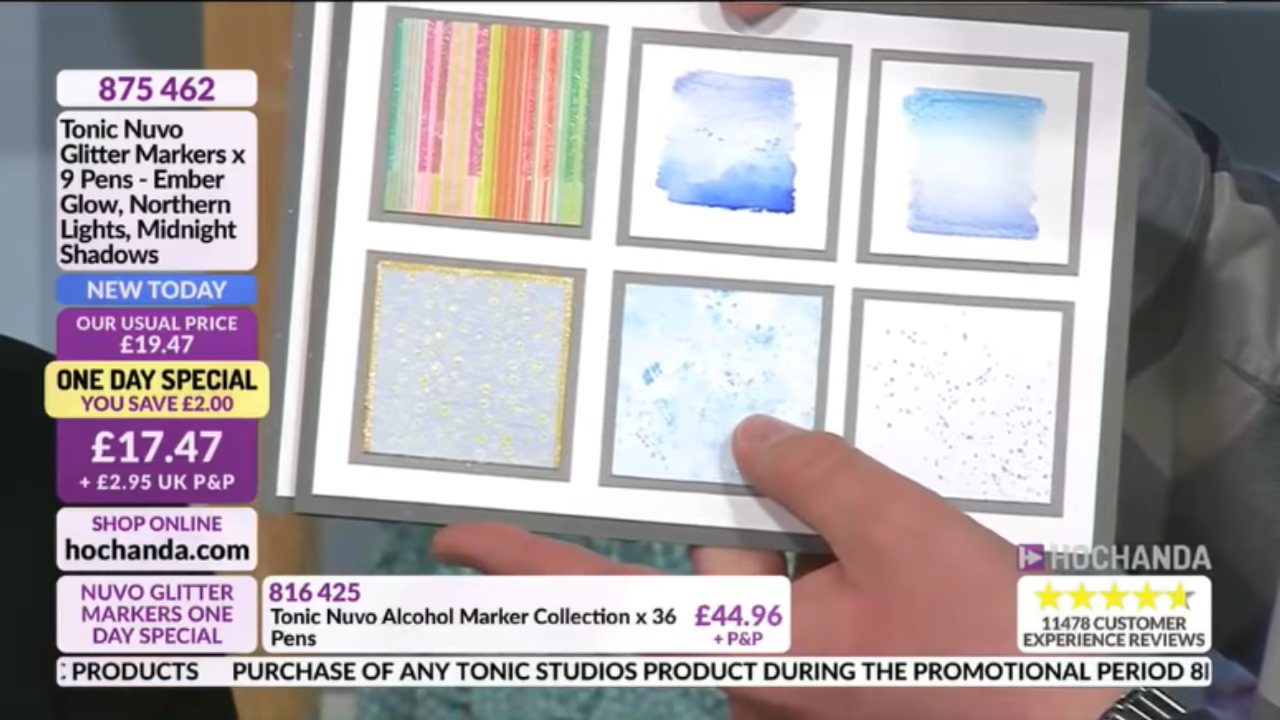 875 462
Tonic Nuvo
Glitter Markers x
9 Pens - Ember
Glow, Northern
Lights, Midnight
Shadows
NEW TODAY
OUR USUAL PRICE
£19.47
ONE DAY SPECIAL
YOU SAVE £2.00
£17.47
+ £2.95 UK P&P
SHOP ONLINE
hochanda.com
NUVO GLITTER
MARKERS ONE
DAY SPECIAL
816 425
Tonic Nuvo Alcohol Marker Collection x 36
Pens
£44.96
+ P&P
HOCHANDA
11478 CUSTOMER
EXPERIENCE REVIEWS
PRODUCTS PURCHASE OF ANY TONIC STUDIOS PRODUCT DURING THE PROMOTIONAL PERIOD